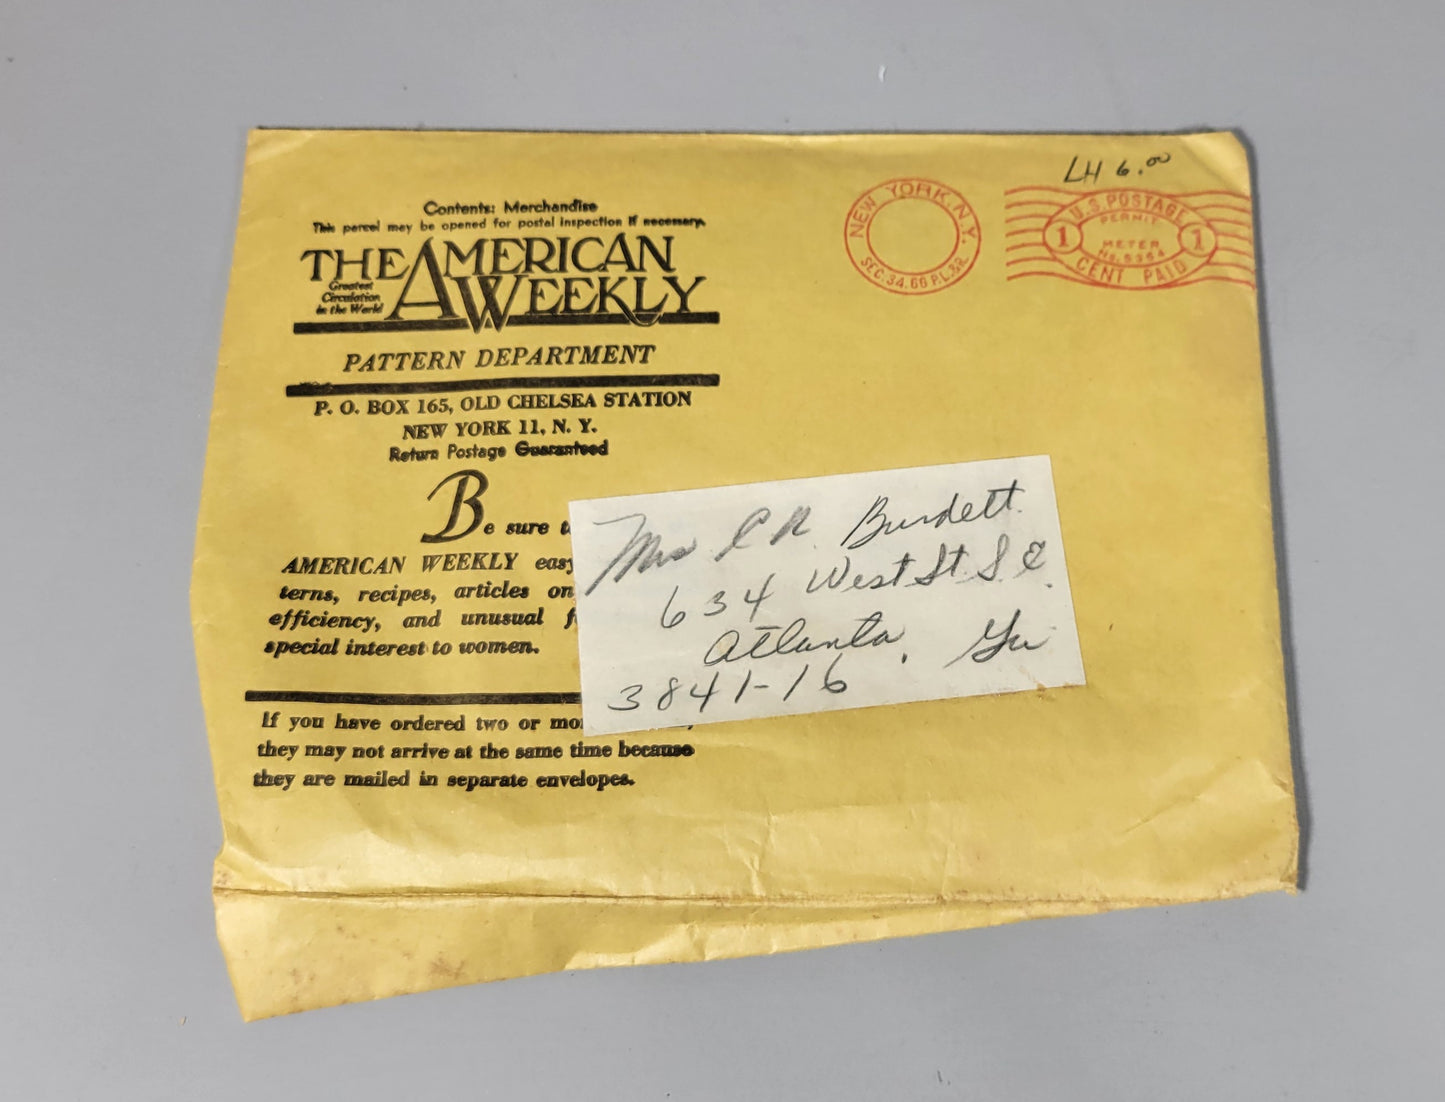 LH 6.00
Contents: Merchandise
This parcel may be opened for postal inspection if necessary.
THE AMERICAN WEEKLY
Greatest
Circulation
in the World
PATTERN DEPARTMENT
P. O. BOX 165, OLD CHELSEA STATION
NEW YORK 11, N. Y.
Return Postage Guaranteed
NEW YORK, N.Y.
SEC. 34.66 P.L.&R.
U.S. POSTAGE
PERMIT
1 1
METER
CENT PAID
Be sure t
AMERICAN WEEKLY easy
terns, recipes, articles on
efficiency, and unusual f
special interest to women.
If you have ordered two or mo
they may not arrive at the same time because
they are mailed in separate envelopes.
Mrs C R Burdett
634 West St. S. E.
Atlanta, Ga
3841-16